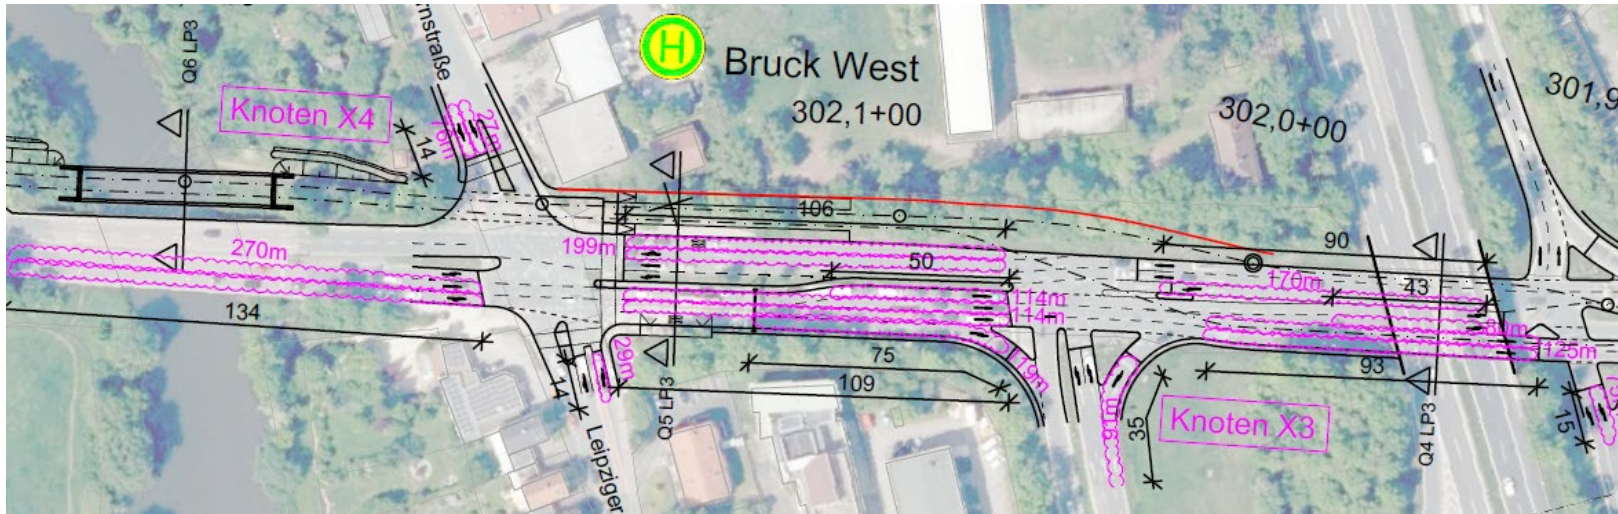 Q6 LP3
rnstraße
H
Bruck West
302,1+00
302,0+00
301,9
Knoten X4
14
27m
76m
106
199m
90
270m
50
170m
43
114m
114m
80m
125m
134
75
93
109
119m
29m
14
Q5 LP3
Leipziger
91m
35
Knoten X3
Q4 LP3
15